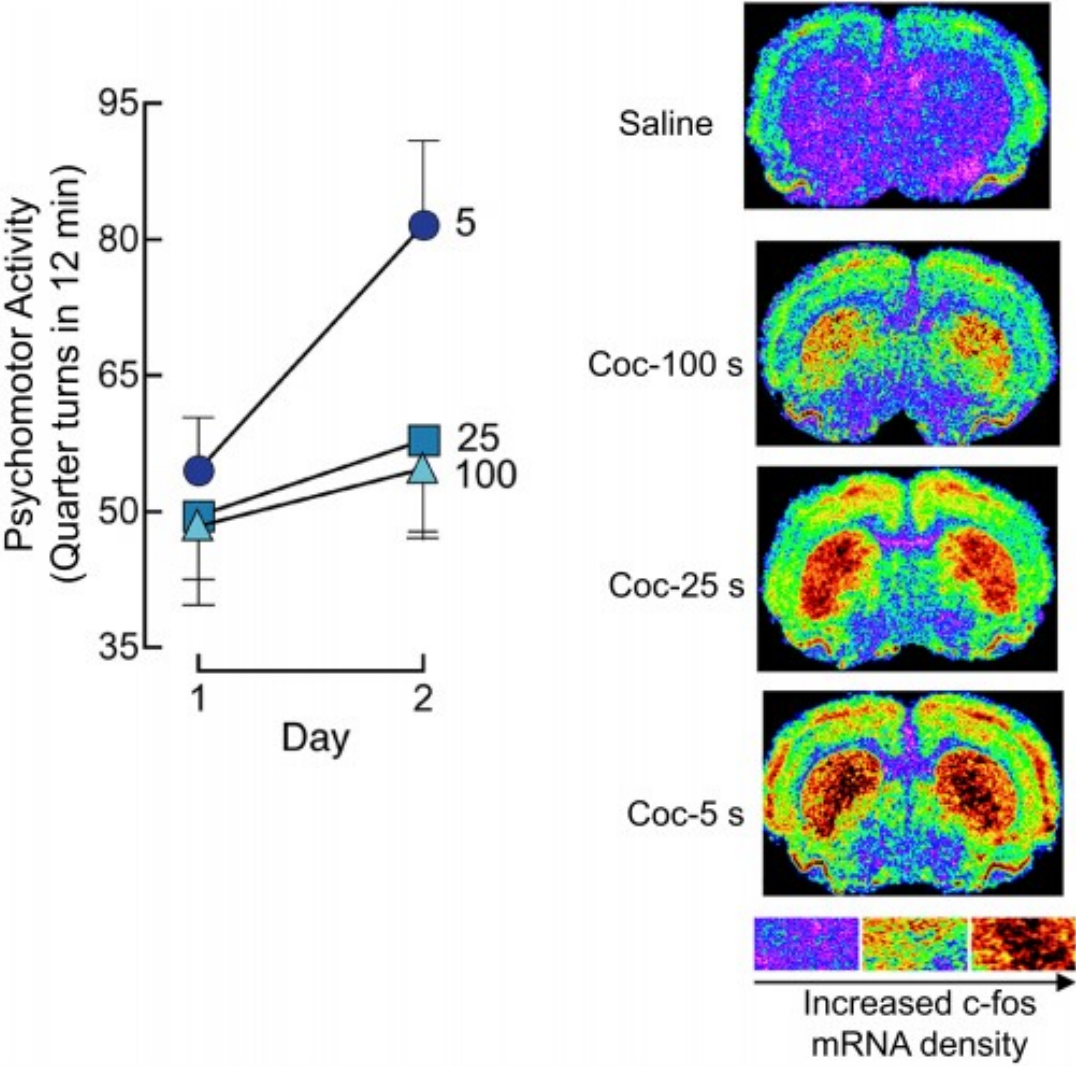 Psychomotor Activity
(Quarter turns in 12 min)
95
80
65
50
35
5
25
100
1
2
Day
Saline
Coc-100 s
Coc-25 s
Coc-5 s
Increased c-fos
mRNA density